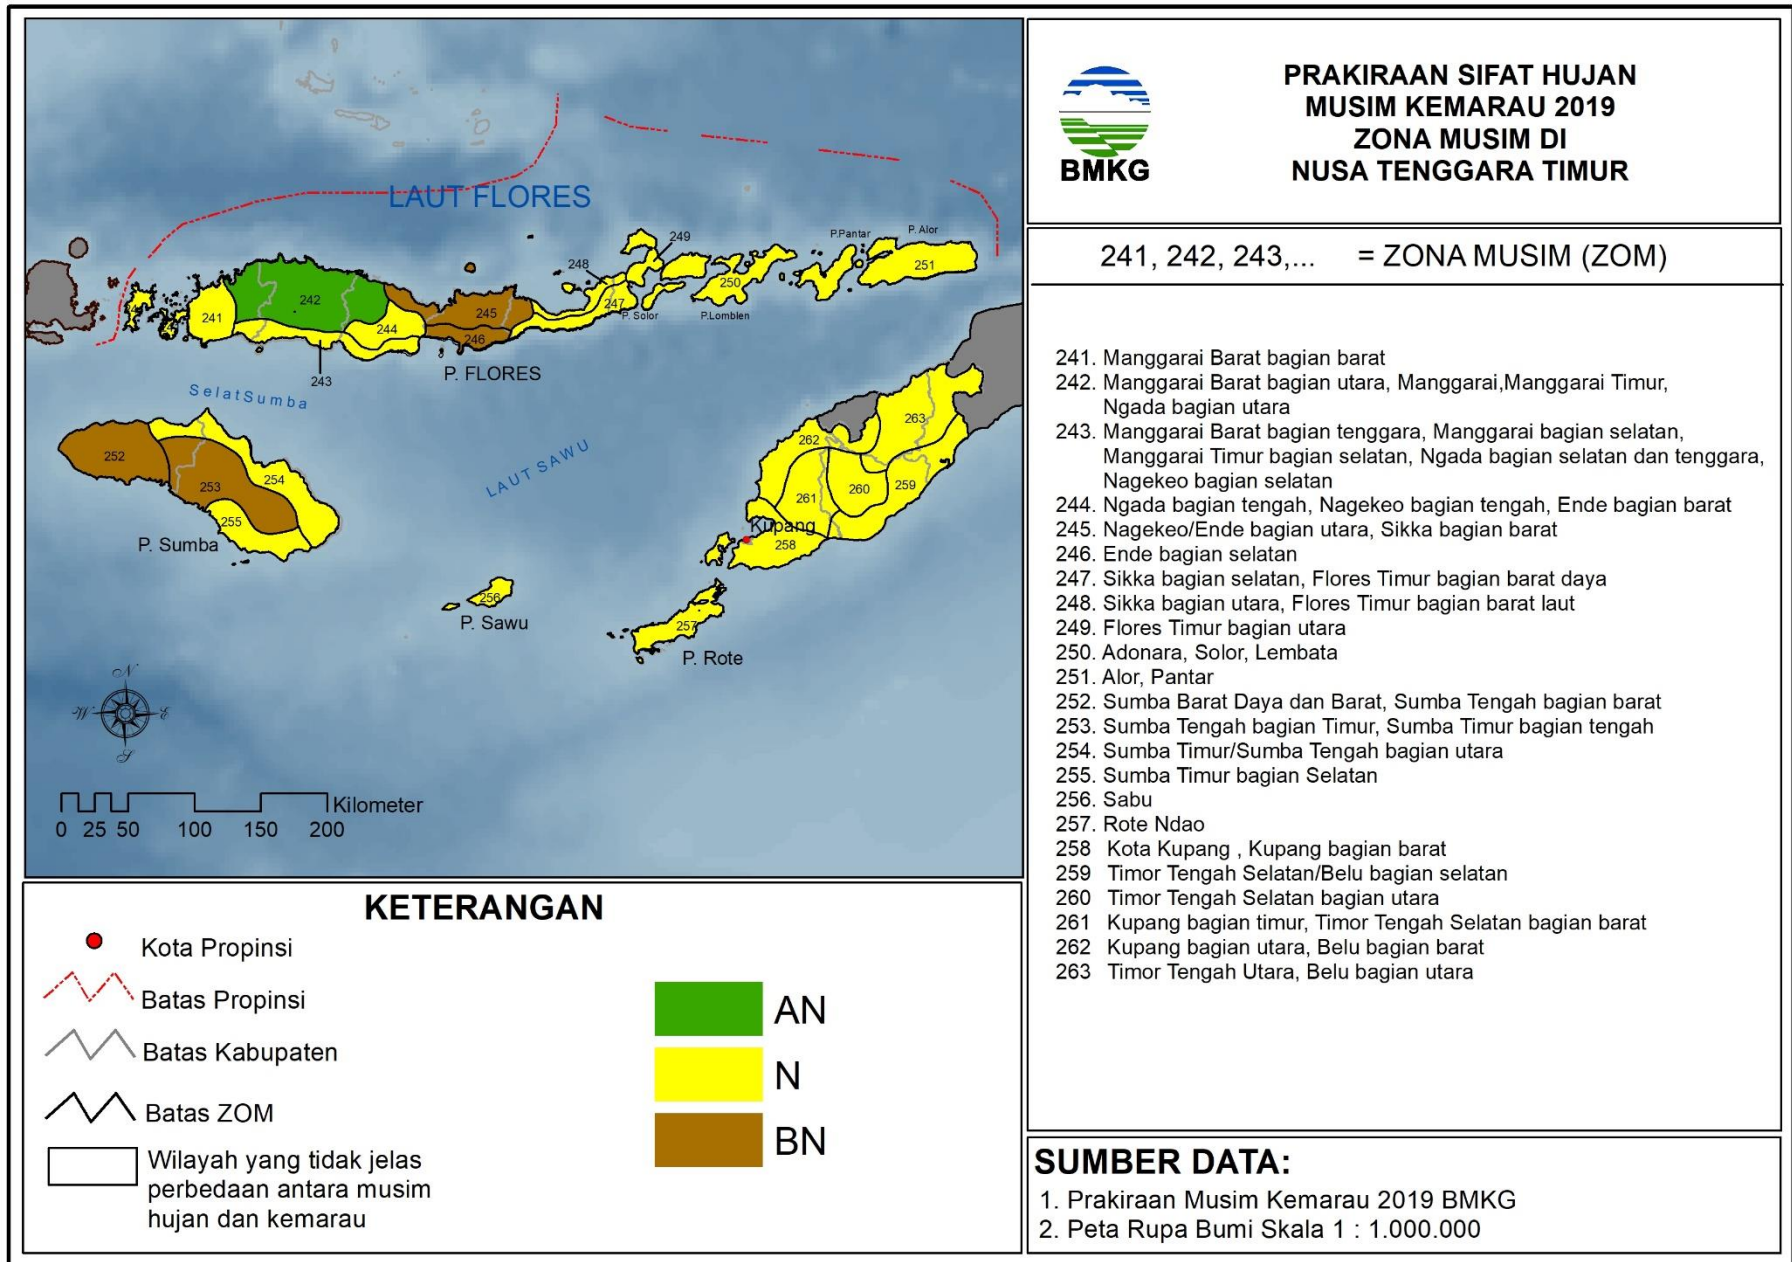 LAUT FLORES
P.Pantar
P. Alor
249
251
248
250
247
P. Solor
P.Lomblen
241
242
244
245
246
243
P. FLORES
Selat Sumba
LAUT SAWU
252
253
254
255
P. Sumba
262
263
261
260
259
Kupang
258
256
P. Sawu
257
P. Rote
N
W E
S
Kilometer
0 25 50 100 150 200
BMKG
PRAKIRAAN SIFAT HUJAN
MUSIM KEMARAU 2019
ZONA MUSIM DI
NUSA TENGGARA TIMUR
241, 242, 243,... = ZONA MUSIM (ZOM)
241. Manggarai Barat bagian barat
242. Manggarai Barat bagian utara, Manggarai,Manggarai Timur,
Ngada bagian utara
243. Manggarai Barat bagian tenggara, Manggarai bagian selatan,
Manggarai Timur bagian selatan, Ngada bagian selatan dan tenggara,
Nagekeo bagian selatan
244. Ngada bagian tengah, Nagekeo bagian tengah, Ende bagian barat
245. Nagekeo/Ende bagian utara, Sikka bagian barat
246. Ende bagian selatan
247. Sikka bagian selatan, Flores Timur bagian barat daya
248. Sikka bagian utara, Flores Timur bagian barat laut
249. Flores Timur bagian utara
250. Adonara, Solor, Lembata
251. Alor, Pantar
252. Sumba Barat Daya dan Barat, Sumba Tengah bagian barat
253. Sumba Tengah bagian Timur, Sumba Timur bagian tengah
254. Sumba Timur/Sumba Tengah bagian utara
255. Sumba Timur bagian Selatan
256. Sabu
257. Rote Ndao
258 Kota Kupang , Kupang bagian barat
259 Timor Tengah Selatan/Belu bagian selatan
260 Timor Tengah Selatan bagian utara
261 Kupang bagian timur, Timor Tengah Selatan bagian barat
262 Kupang bagian utara, Belu bagian barat
263 Timor Tengah Utara, Belu bagian utara
KETERANGAN
Kota Propinsi
Batas Propinsi
Batas Kabupaten
Batas ZOM
Wilayah yang tidak jelas
perbedaan antara musim
hujan dan kemarau
AN
N
BN
SUMBER DATA:
1. Prakiraan Musim Kemarau 2019 BMKG
2. Peta Rupa Bumi Skala 1 : 1.000.000